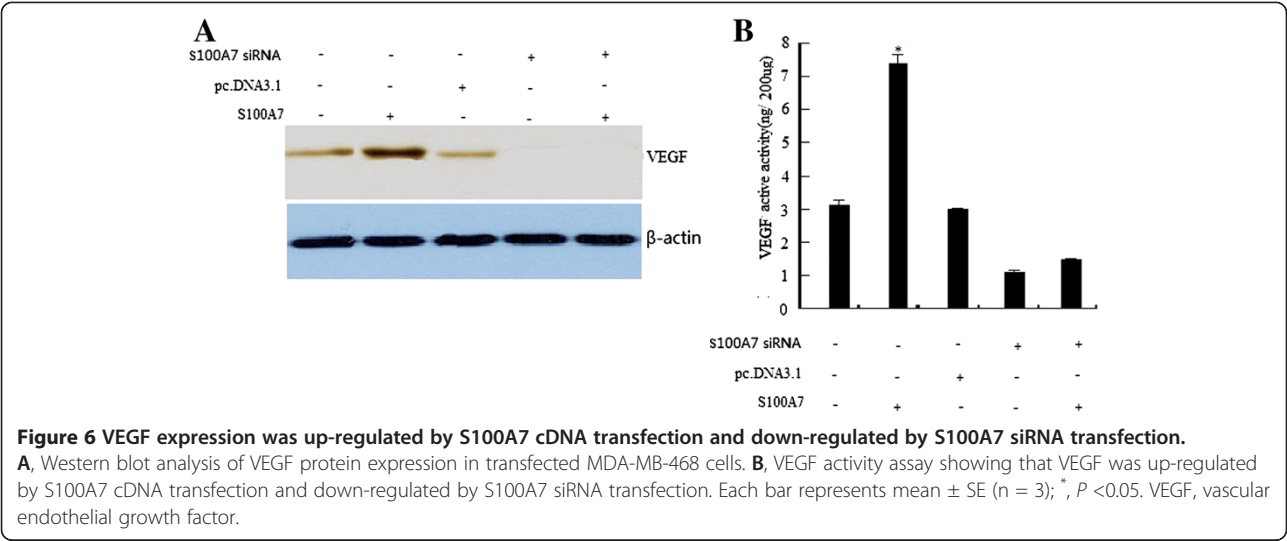 A
S100A7 siRNA - - - + +
pc.DNA3.1 - - + - -
S100A7 - + - - +
VEGF
β-actin
B
VEGF active activity(ng/ 200ug)
8
7
6
5
4
3
2
1
0
*
S100A7 siRNA - - - + +
pc.DNA3.1 - - + - -
S100A7 - + - - +
Figure 6 VEGF expression was up-regulated by S100A7 cDNA transfection and down-regulated by S100A7 siRNA transfection.
A, Western blot analysis of VEGF protein expression in transfected MDA-MB-468 cells. B, VEGF activity assay showing that VEGF was up-regulated
by S100A7 cDNA transfection and down-regulated by S100A7 siRNA transfection. Each bar represents mean ± SE (n = 3); *, P <0.05. VEGF, vascular
endothelial growth factor.